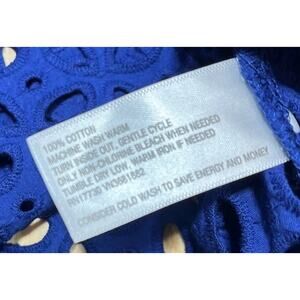 100% COTTON
MACHINE WASH WARM
TURN INSIDE OUT, GENTLE CYCLE
ONLY NON-CHLORINE BLEACH WHEN NEEDED
TUMBLE DRY LOW, WARM IRON IF NEEDED
RN17730
CONSIDER COLD WASH TO SAVE ENERGY AND MONEY